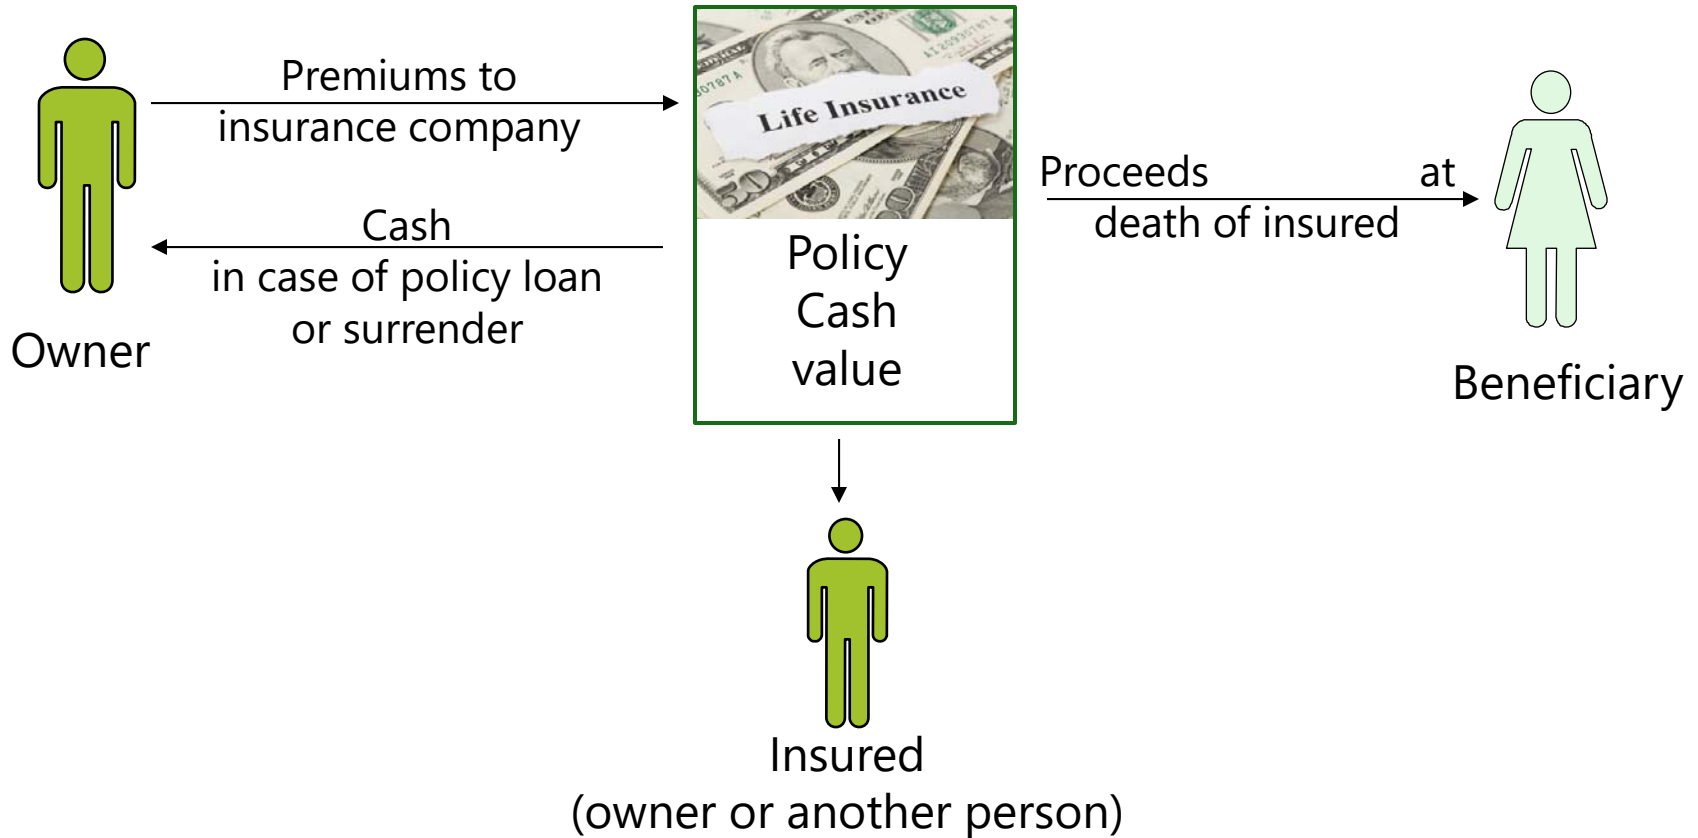 Premiums to
insurance company
Cash
in case of policy loan
or surrender
Owner
Life Insurance
50
Policy
Cash
value
Proceeds at
death of insured
Beneficiary
Insured
(owner or another person)